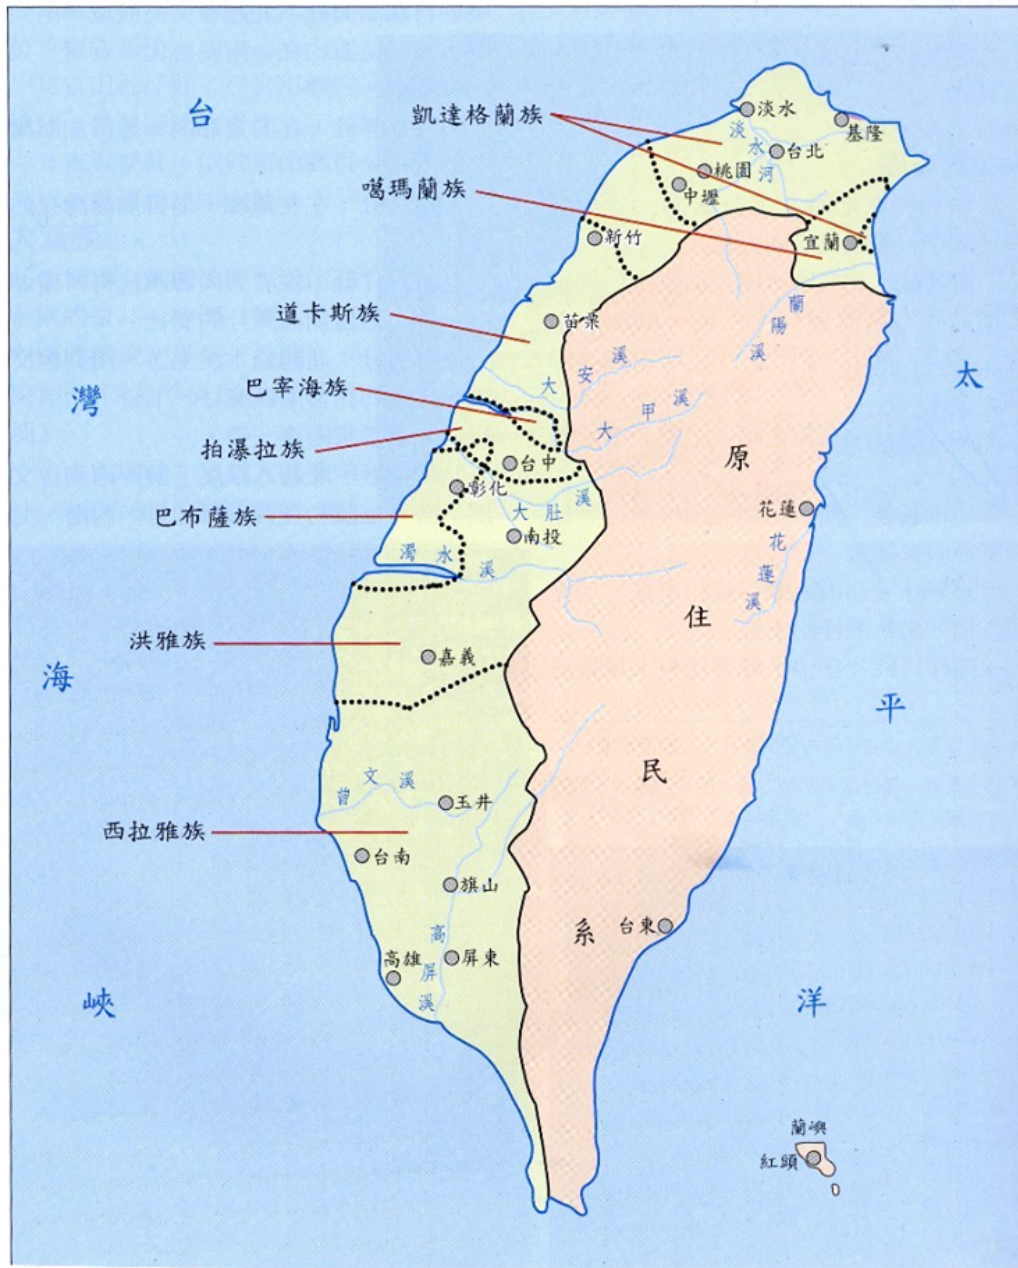 台灣海峽
太平洋
凱達格蘭族
噶瑪蘭族
道卡斯族
巴宰海族
拍瀑拉族
巴布薩族
洪雅族
西拉雅族
原住民系
淡水
基隆
淡水河
台北
桃園
中壢
新竹
宜蘭
苗栗
蘭陽溪
大安溪
大甲溪
台中
彰化
大肚溪
南投
花蓮
花蓮溪
濁水溪
嘉義
曾文溪
玉井
台南
旗山
高屏溪
屏東
高雄
台東
蘭嶼
紅頭